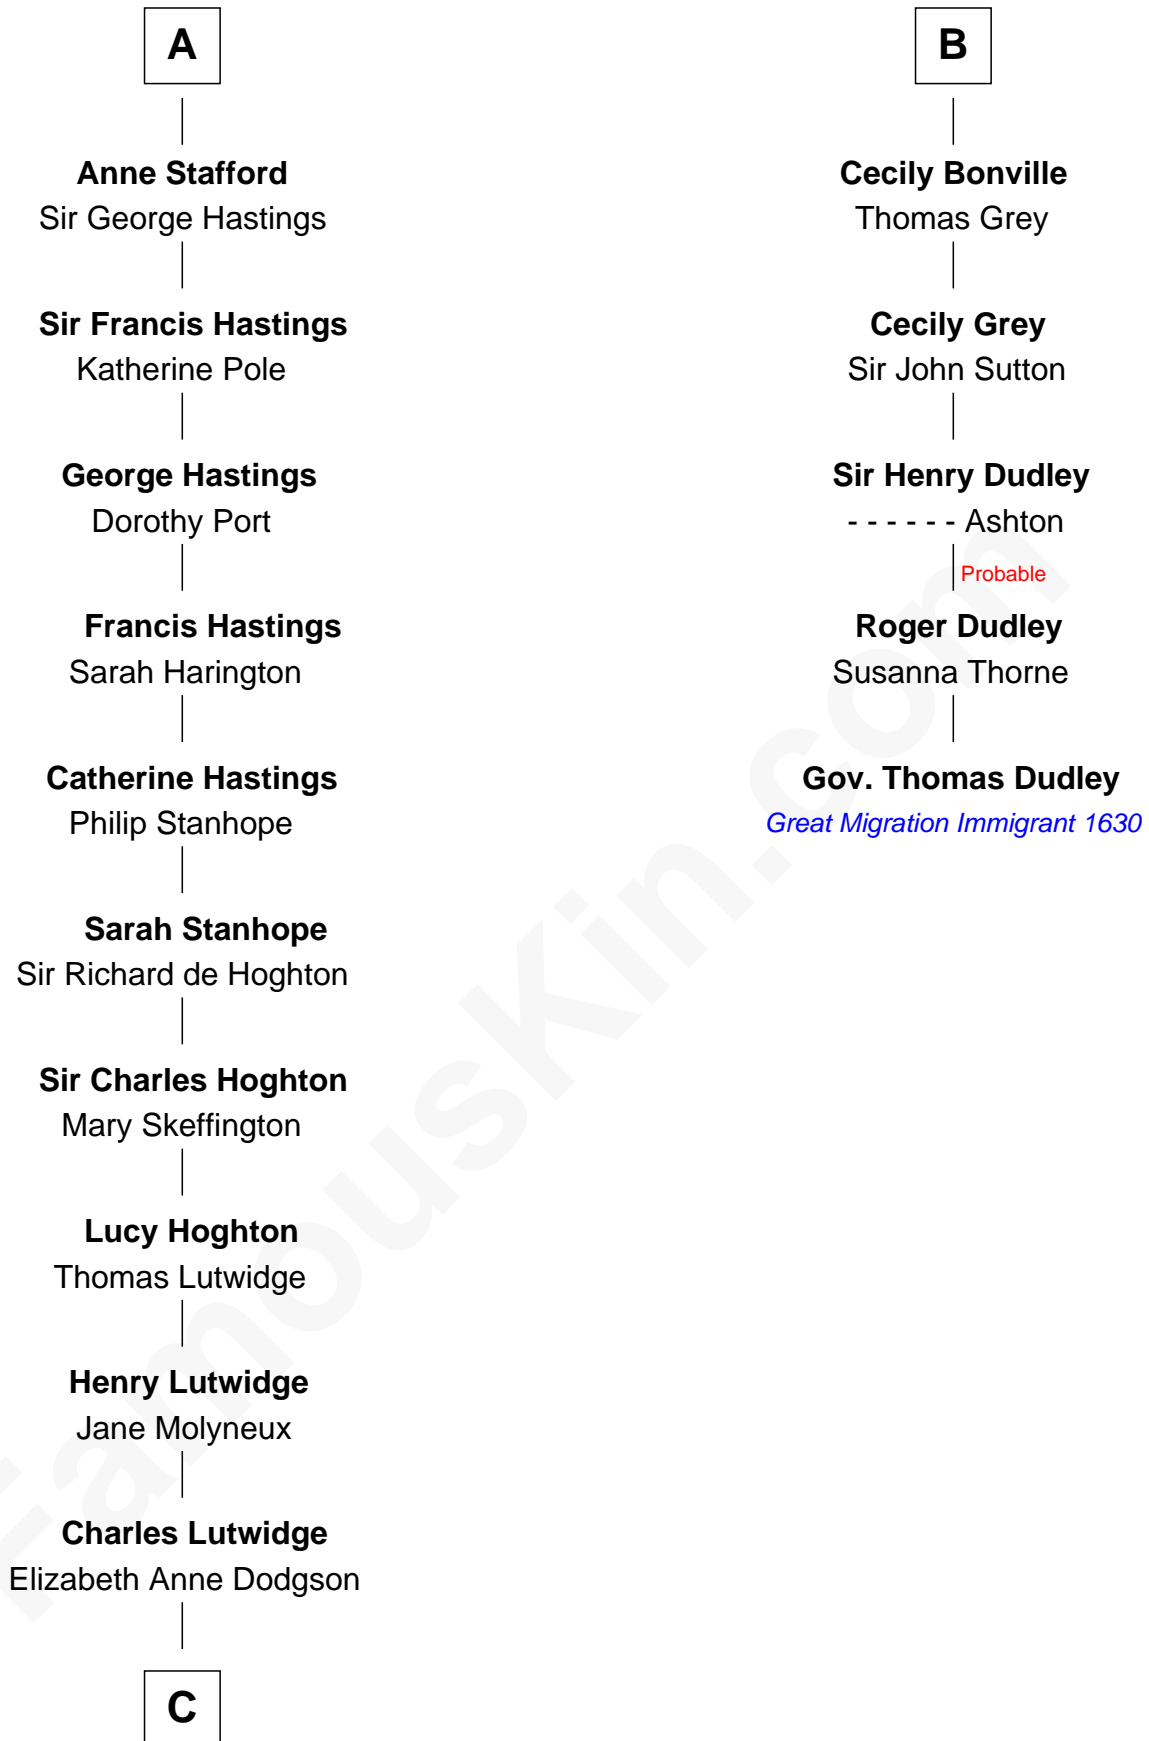 A
Anne Stafford
Sir George Hastings
Sir Francis Hastings
Katherine Pole
George Hastings
Dorothy Port
Francis Hastings
Sarah Harington
Catherine Hastings
Philip Stanhope
Sarah Stanhope
Sir Richard de Hoghton
Sir Charles Hoghton
Mary Skeffington
Lucy Hoghton
Thomas Lutwidge
Henry Lutwidge
Jane Molyneux
Charles Lutwidge
Elizabeth Anne Dodgson
C
B
Cecily Bonville
Thomas Grey
Cecily Grey
Sir John Sutton
Sir Henry Dudley
- - - - - - Ashton
Probable
Roger Dudley
Susanna Thorne
Gov. Thomas Dudley
Great Migration Immigrant 1630
FamousKin.com